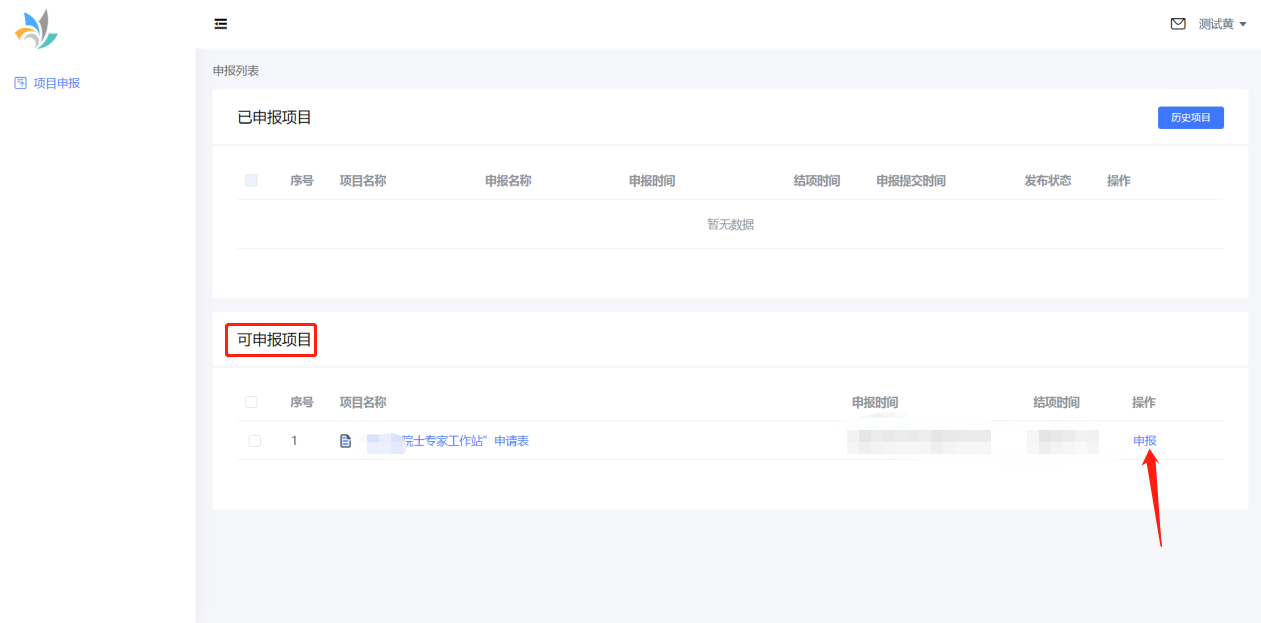 测试黄
项目申报
申报列表
已申报项目
历史项目
序号 项目名称 申报名称 申报时间 结项时间 申报提交时间 发布状态 操作
暂无数据
可申报项目
序号 项目名称 申报时间 结项时间 操作
1 院士专家工作站”申请表 申报